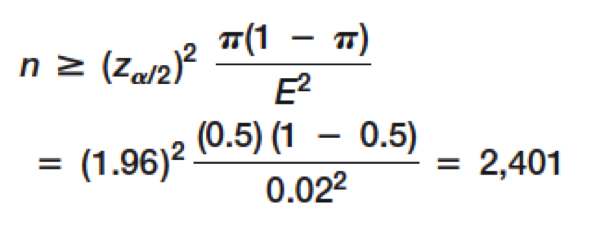 n ≥ (z_{α/2})² π(1 − π) / E²
= (1.96)² (0.5) (1 − 0.5) / 0.02² = 2,401